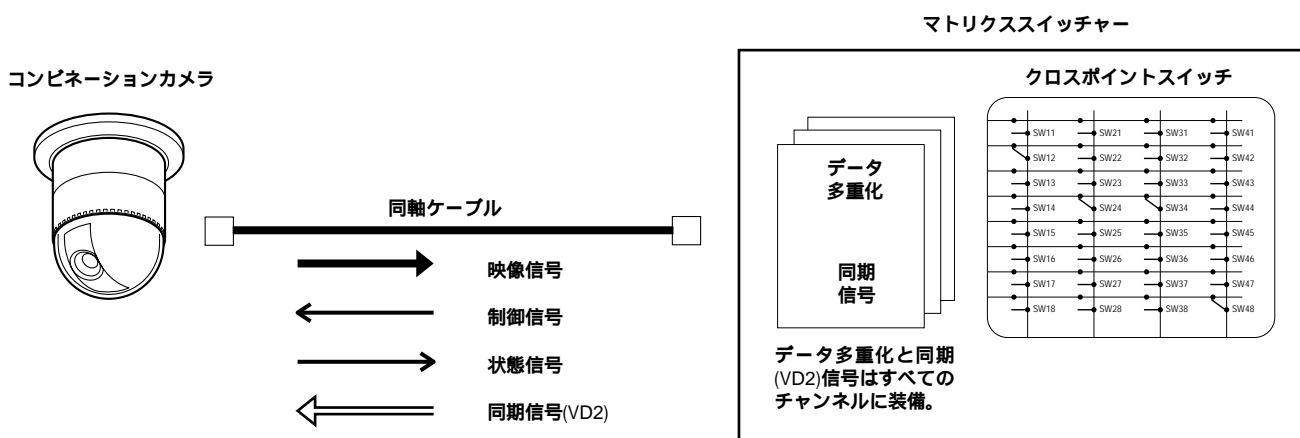 マトリクススイッチャー
コンビネーションカメラ
クロスポイントスイッチ
SW11 SW21 SW31 SW41
SW12 SW22 SW32 SW42
SW13 SW23 SW33 SW43
SW14 SW24 SW34 SW44
SW15 SW25 SW35 SW45
SW16 SW26 SW36 SW46
SW17 SW27 SW37 SW47
SW18 SW28 SW38 SW48
データ
多重化
同期
信号
同軸ケーブル
映像信号
制御信号
状態信号
同期信号(VD2)
データ多重化と同期
(VD2)信号はすべての
チャンネルに装備。